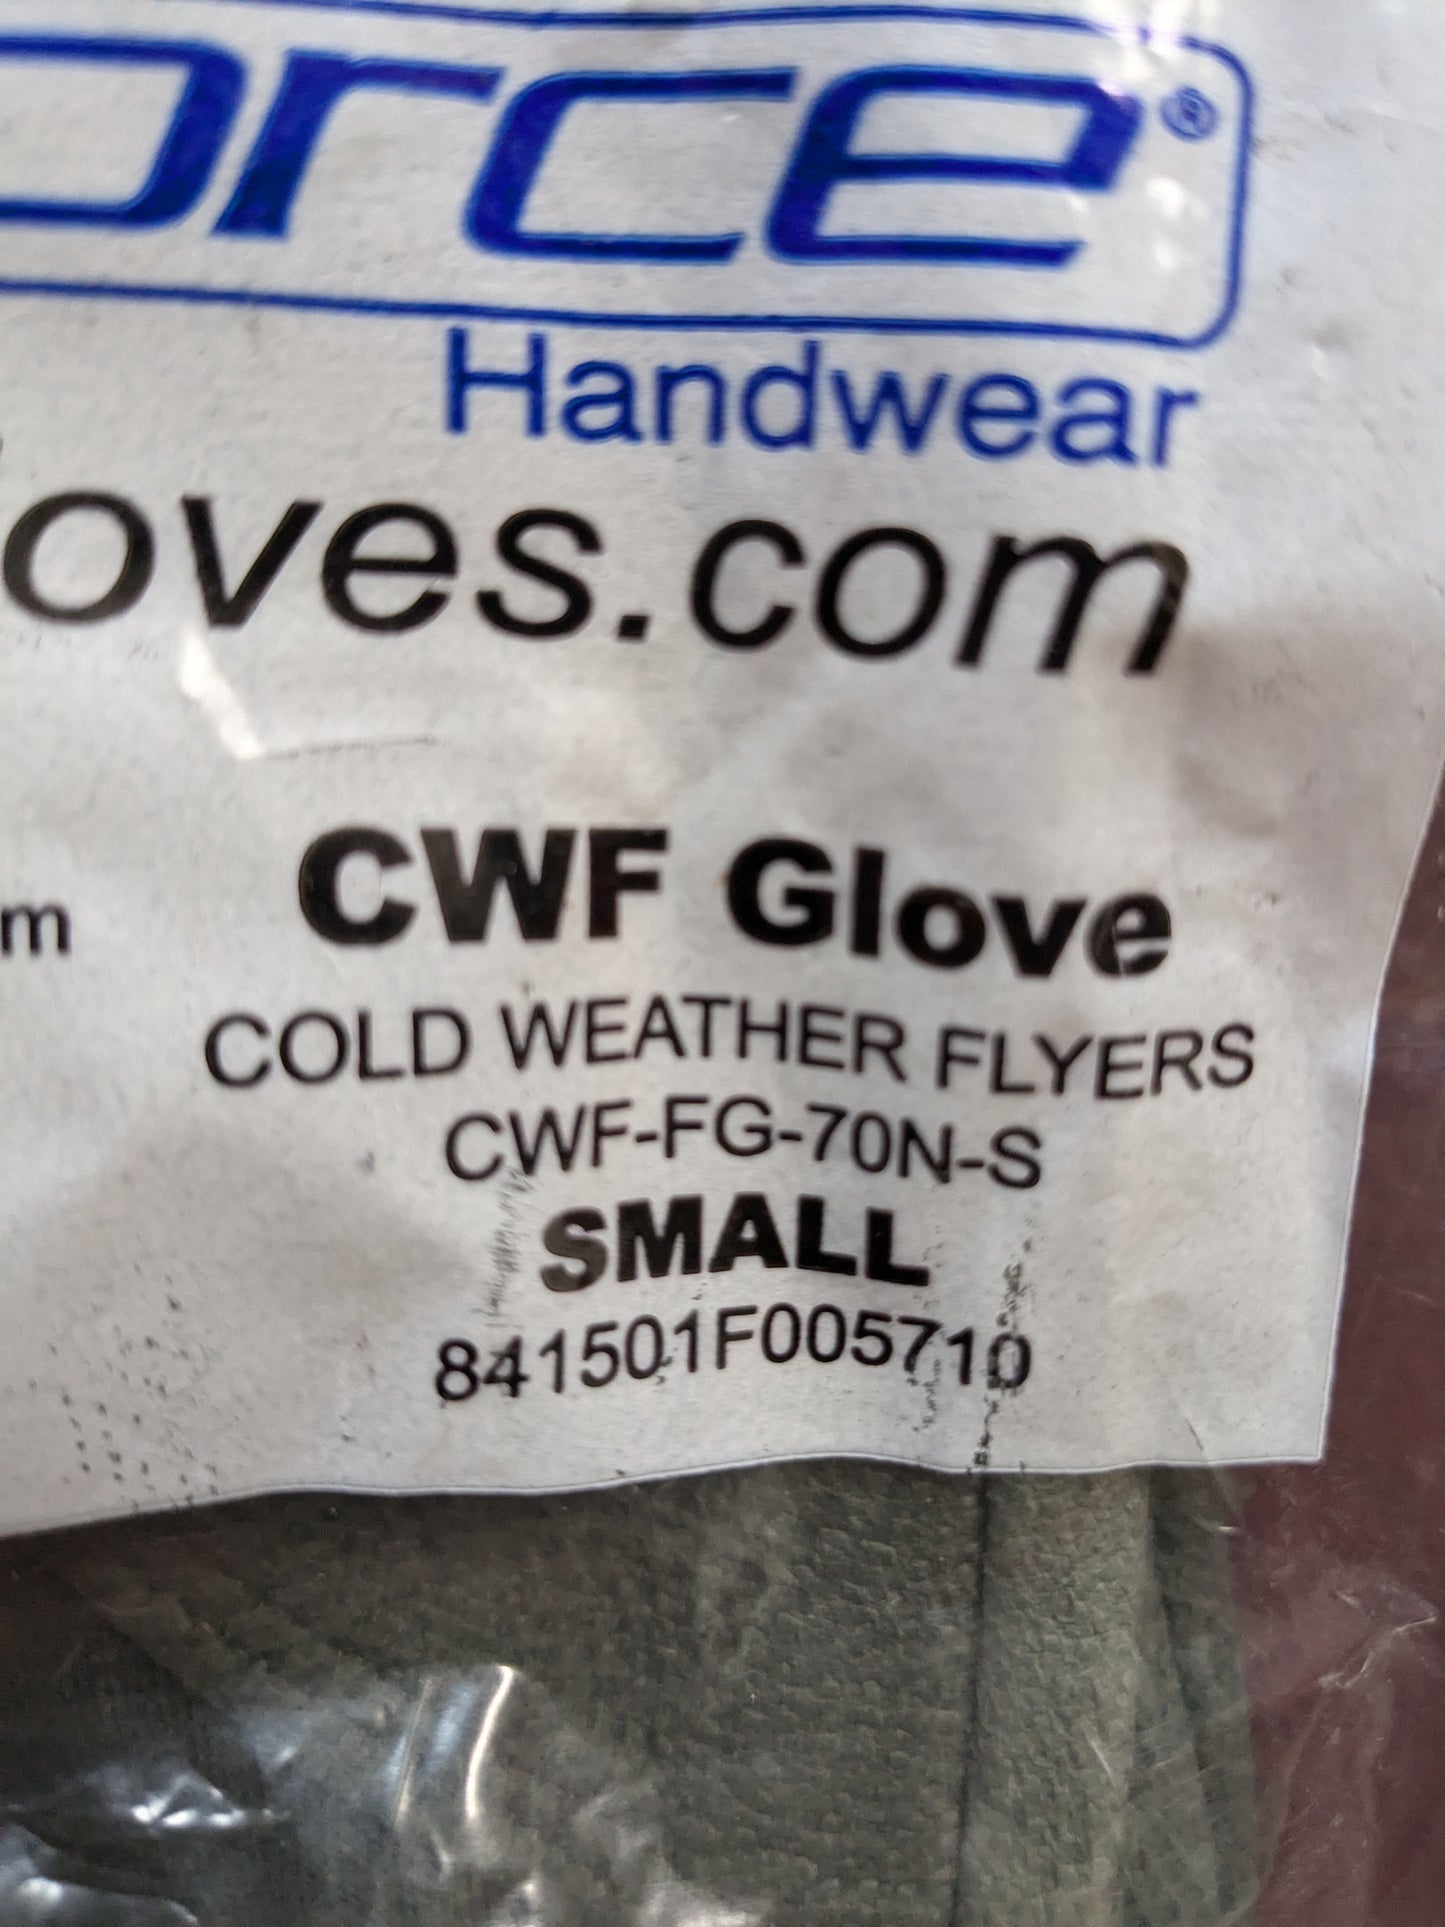 orce®
Handwear
oves.com
m
CWF Glove
COLD WEATHER FLYERS
CWF-FG-70N-S
SMALL
841501F005710